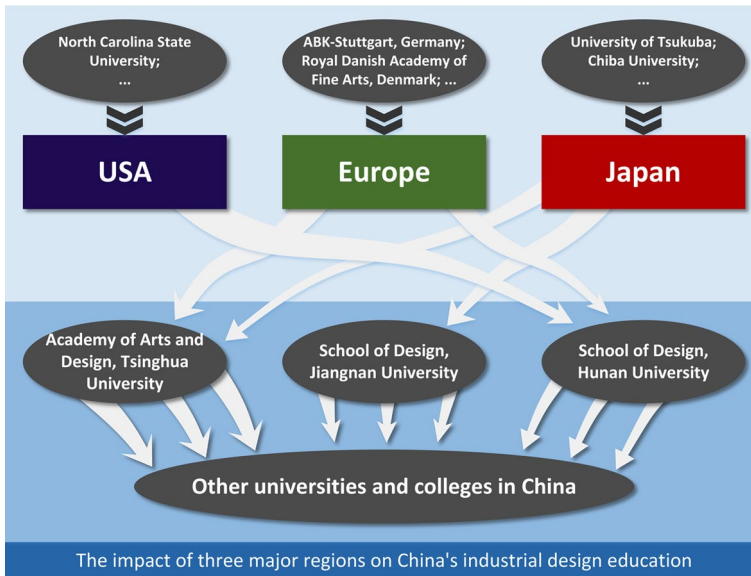 North Carolina State
University;
...
ABK-Stuttgart, Germany;
Royal Danish Academy of
Fine Arts, Denmark; ...
University of Tsukuba;
Chiba University;
...
USA
Europe
Japan
Academy of Arts and
Design, Tsinghua
University
School of Design,
Jiangnan University
School of Design,
Hunan University
Other universities and colleges in China
The impact of three major regions on China's industrial design education